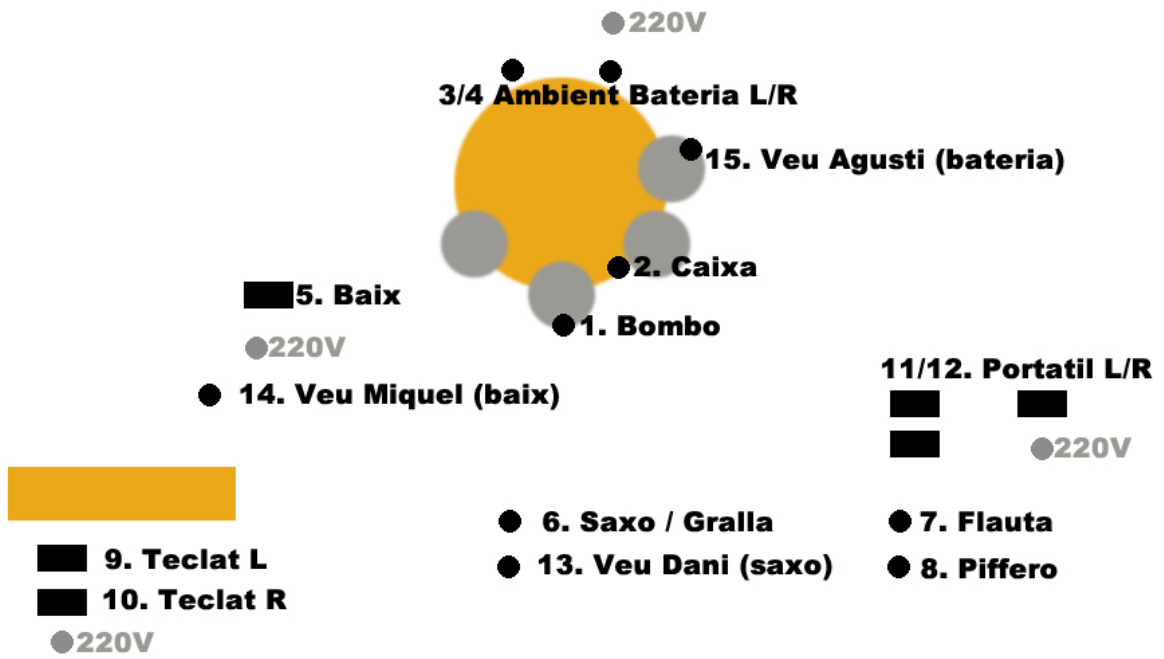 220V
3/4 Ambient Bateria L/R
15. Veu Agusti (bateria)
2. Caixa
5. Baix
1. Bombo
220V
11/12. Portatil L/R
14. Veu Miquel (baix)
220V
6. Saxo / Gralla
7. Flauta
9. Teclat L
13. Veu Dani (saxo)
8. Piffero
10. Teclat R
220V